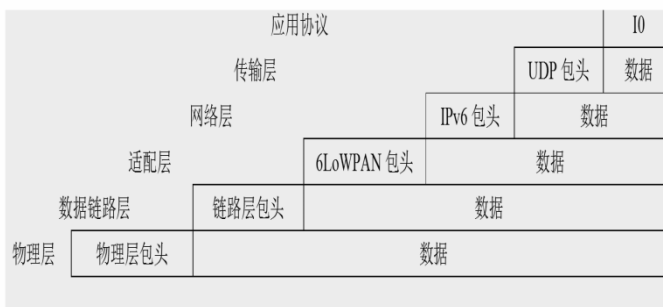 应用协议 I0
传输层 UDP 包头 数据
网络层 IPv6 包头 数据
适配层 6LoWPAN 包头 数据
数据链路层 链路层包头 数据
物理层 物理层包头 数据